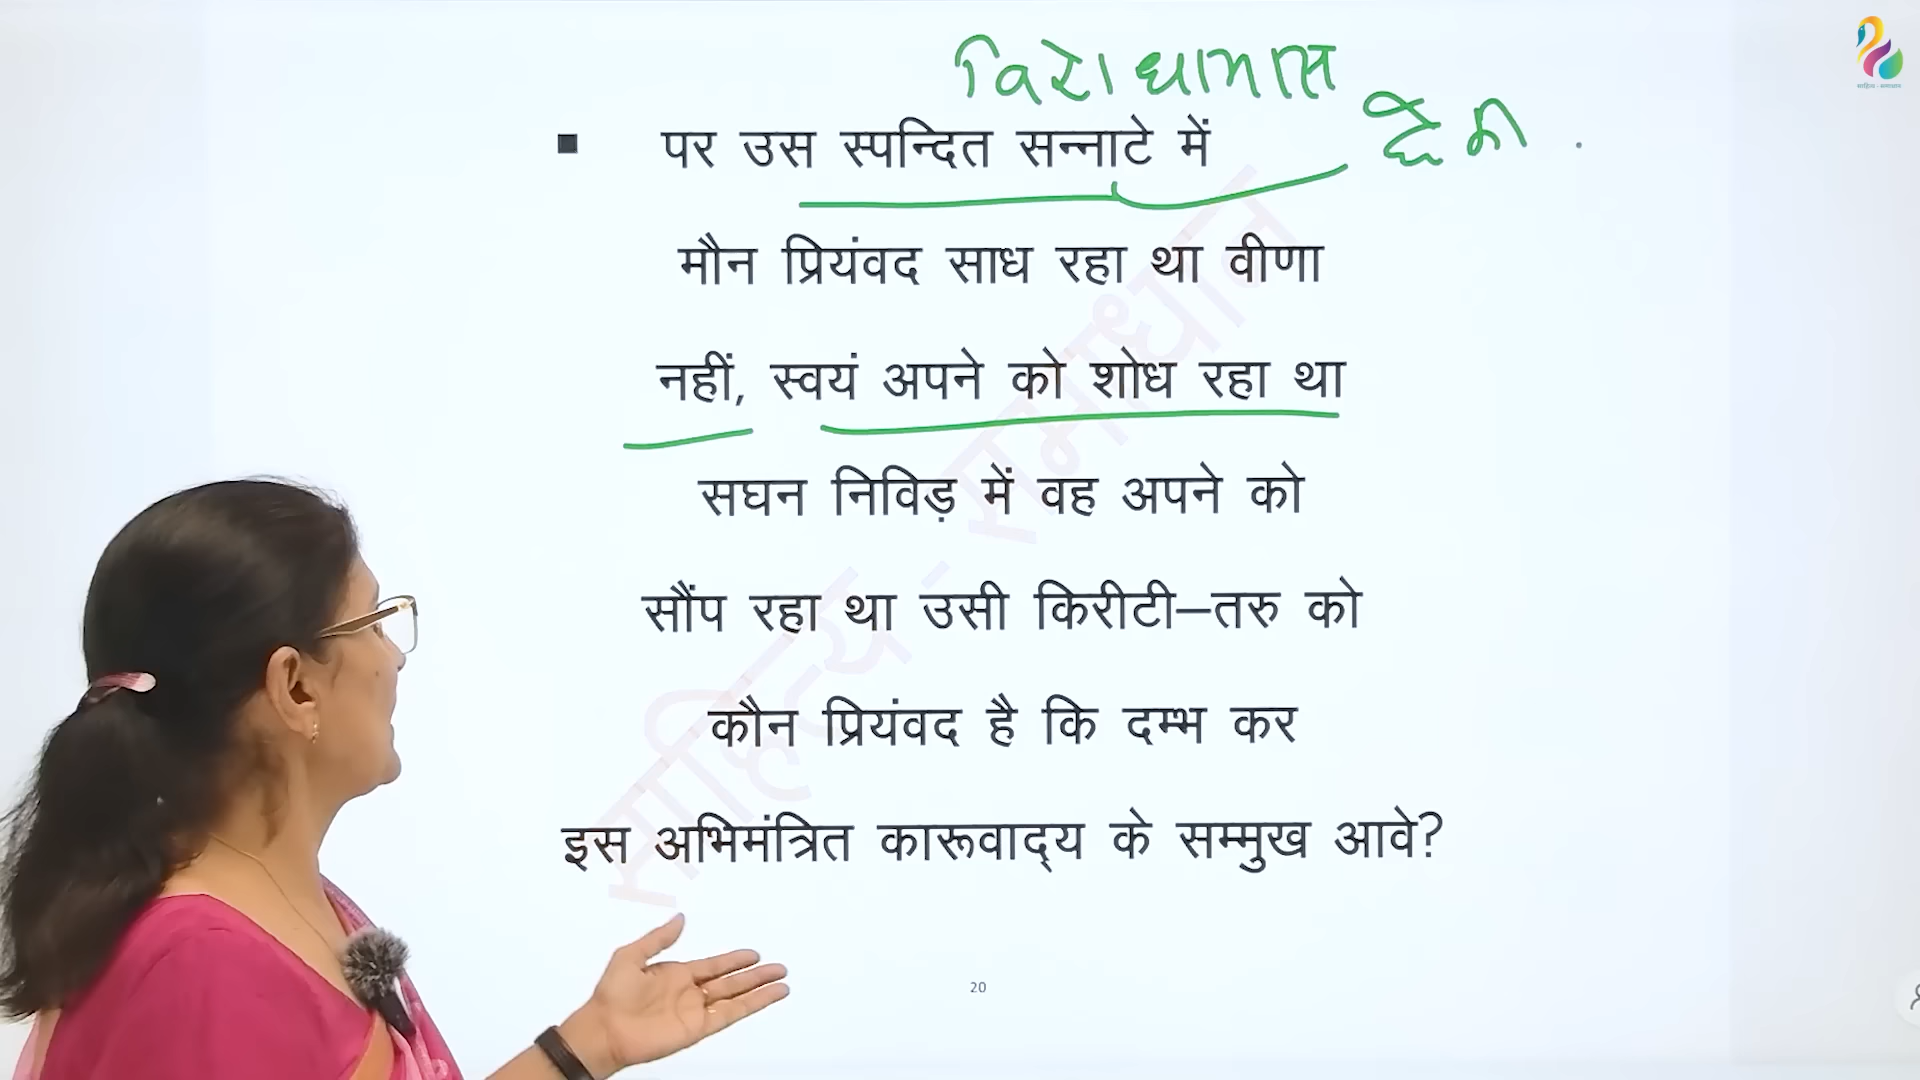 विरोधाभास
पर उस स्पन्दित सन्नाटे में
मौन प्रियंवद साध रहा था वीणा
नहीं, स्वयं अपने को शोध रहा था
सघन निविड़ में वह अपने को
सौंप रहा था उसी किरीटी–तरु को
कौन प्रियंवद है कि दम्भ कर
इस अभिमंत्रित कारूवाद्य के सम्मुख आवे?
साहित्य - समाधान
20